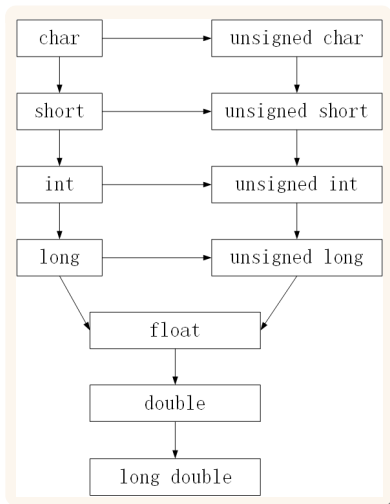 char
unsigned char
short
unsigned short
int
unsigned int
long
unsigned long
float
double
long double